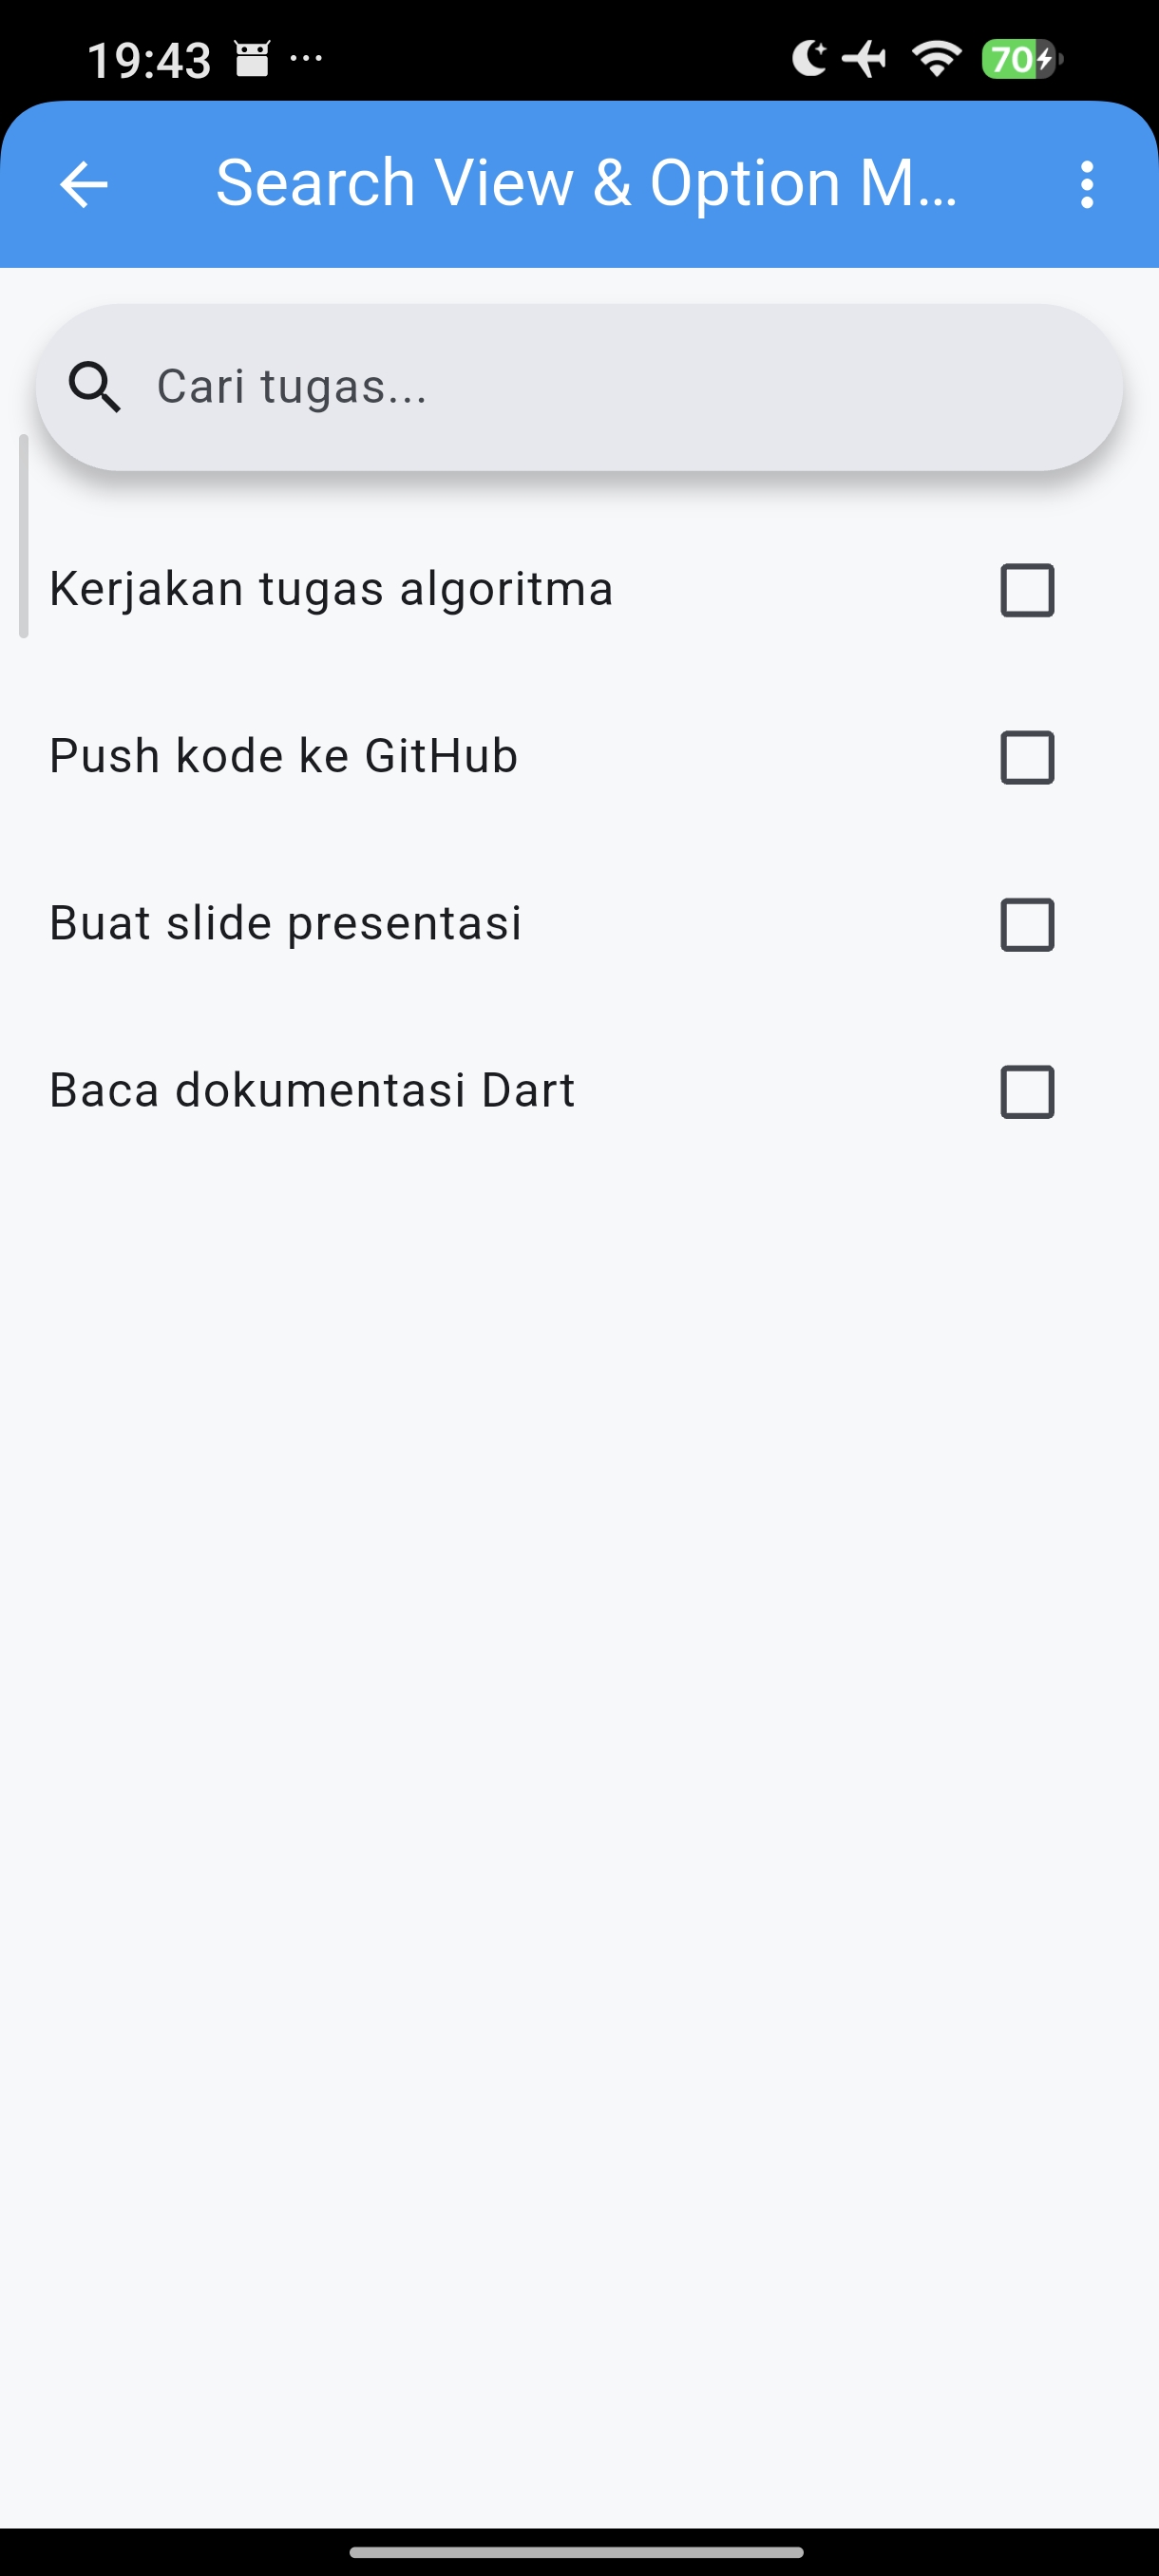 19:43
70
Search View & Option M...
Cari tugas...
Kerjakan tugas algoritma
Push kode ke GitHub
Buat slide presentasi
Baca dokumentasi Dart